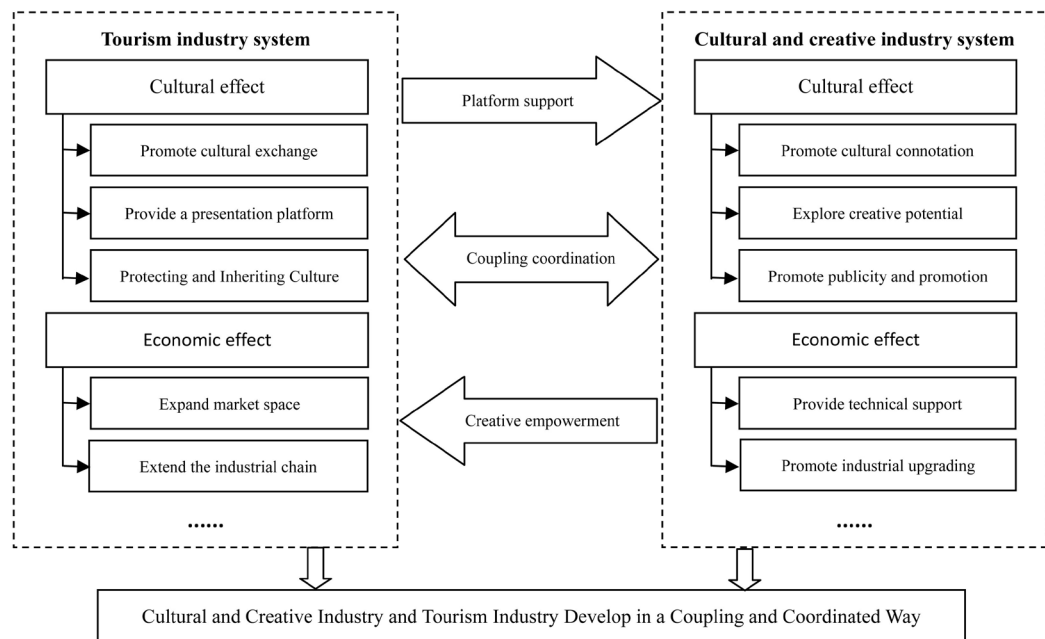 Tourism industry system
Cultural effect
Promote cultural exchange
Provide a presentation platform
Protecting and Inheriting Culture
Economic effect
Expand market space
Extend the industrial chain
......
Platform support
Coupling coordination
Creative empowerment
Cultural and creative industry system
Cultural effect
Promote cultural connotation
Explore creative potential
Promote publicity and promotion
Economic effect
Provide technical support
Promote industrial upgrading
......
Cultural and Creative Industry and Tourism Industry Develop in a Coupling and Coordinated Way